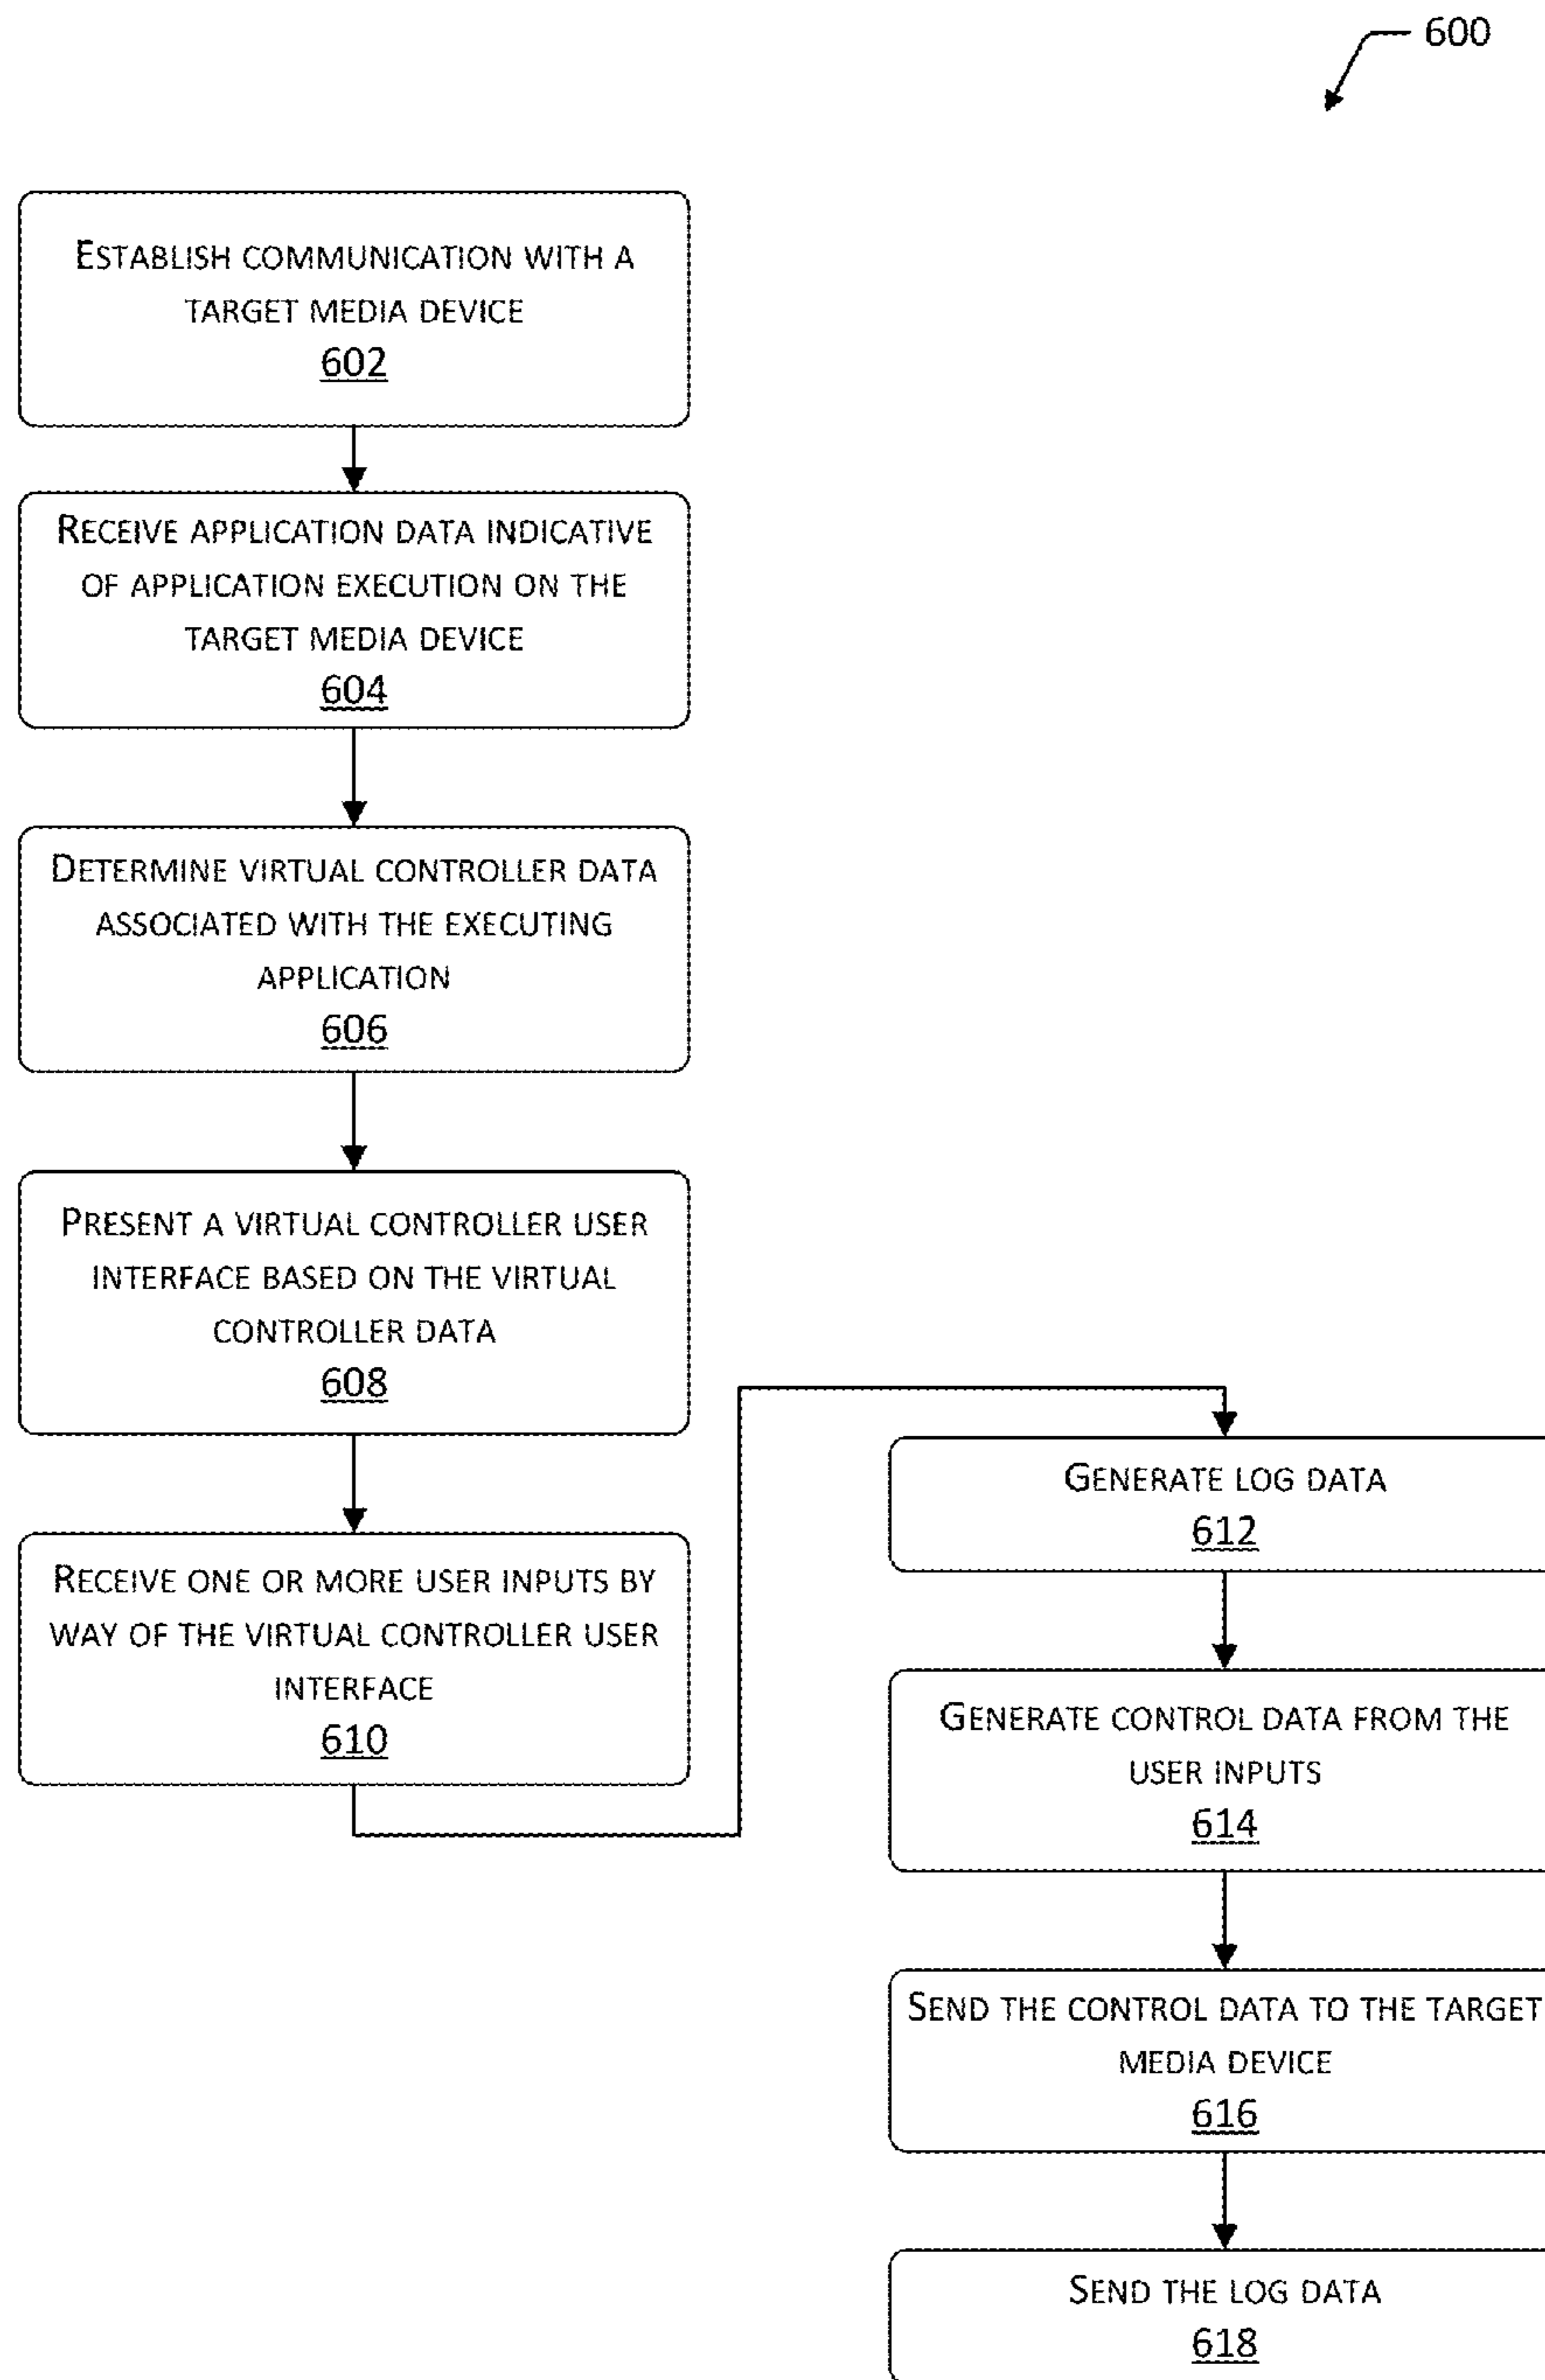 600
ESTABLISH COMMUNICATION WITH A
TARGET MEDIA DEVICE
602
RECEIVE APPLICATION DATA INDICATIVE
OF APPLICATION EXECUTION ON THE
TARGET MEDIA DEVICE
604
DETERMINE VIRTUAL CONTROLLER DATA
ASSOCIATED WITH THE EXECUTING
APPLICATION
606
PRESENT A VIRTUAL CONTROLLER USER
INTERFACE BASED ON THE VIRTUAL
CONTROLLER DATA
608
RECEIVE ONE OR MORE USER INPUTS BY
WAY OF THE VIRTUAL CONTROLLER USER
INTERFACE
610
GENERATE LOG DATA
612
GENERATE CONTROL DATA FROM THE
USER INPUTS
614
SEND THE CONTROL DATA TO THE TARGET
MEDIA DEVICE
616
SEND THE LOG DATA
618